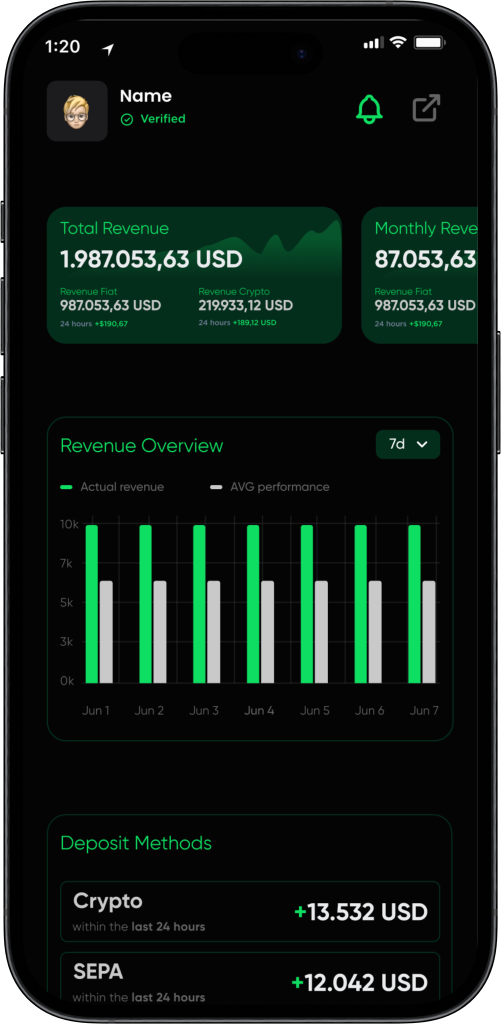 1:20
Name
Verified
Total Revenue
1.987.053,63 USD
Revenue Fiat
Revenue Crypto
987.053,63 USD
219.933,12 USD
24 hours +$190,67
24 hours +189,12 USD
Monthly Reve
87.053,63
Revenue Fiat
987.053,63 USD
24 hours +$190,67
Revenue Overview
7d
Actual revenue
AVG performance
10k
7k
5k
3k
0k
Jun 1
Jun 2
Jun 3
Jun 4
Jun 5
Jun 6
Jun 7
Deposit Methods
Crypto
within the last 24 hours
+13.532 USD
SEPA
within the last 24 hours
+12.042 USD